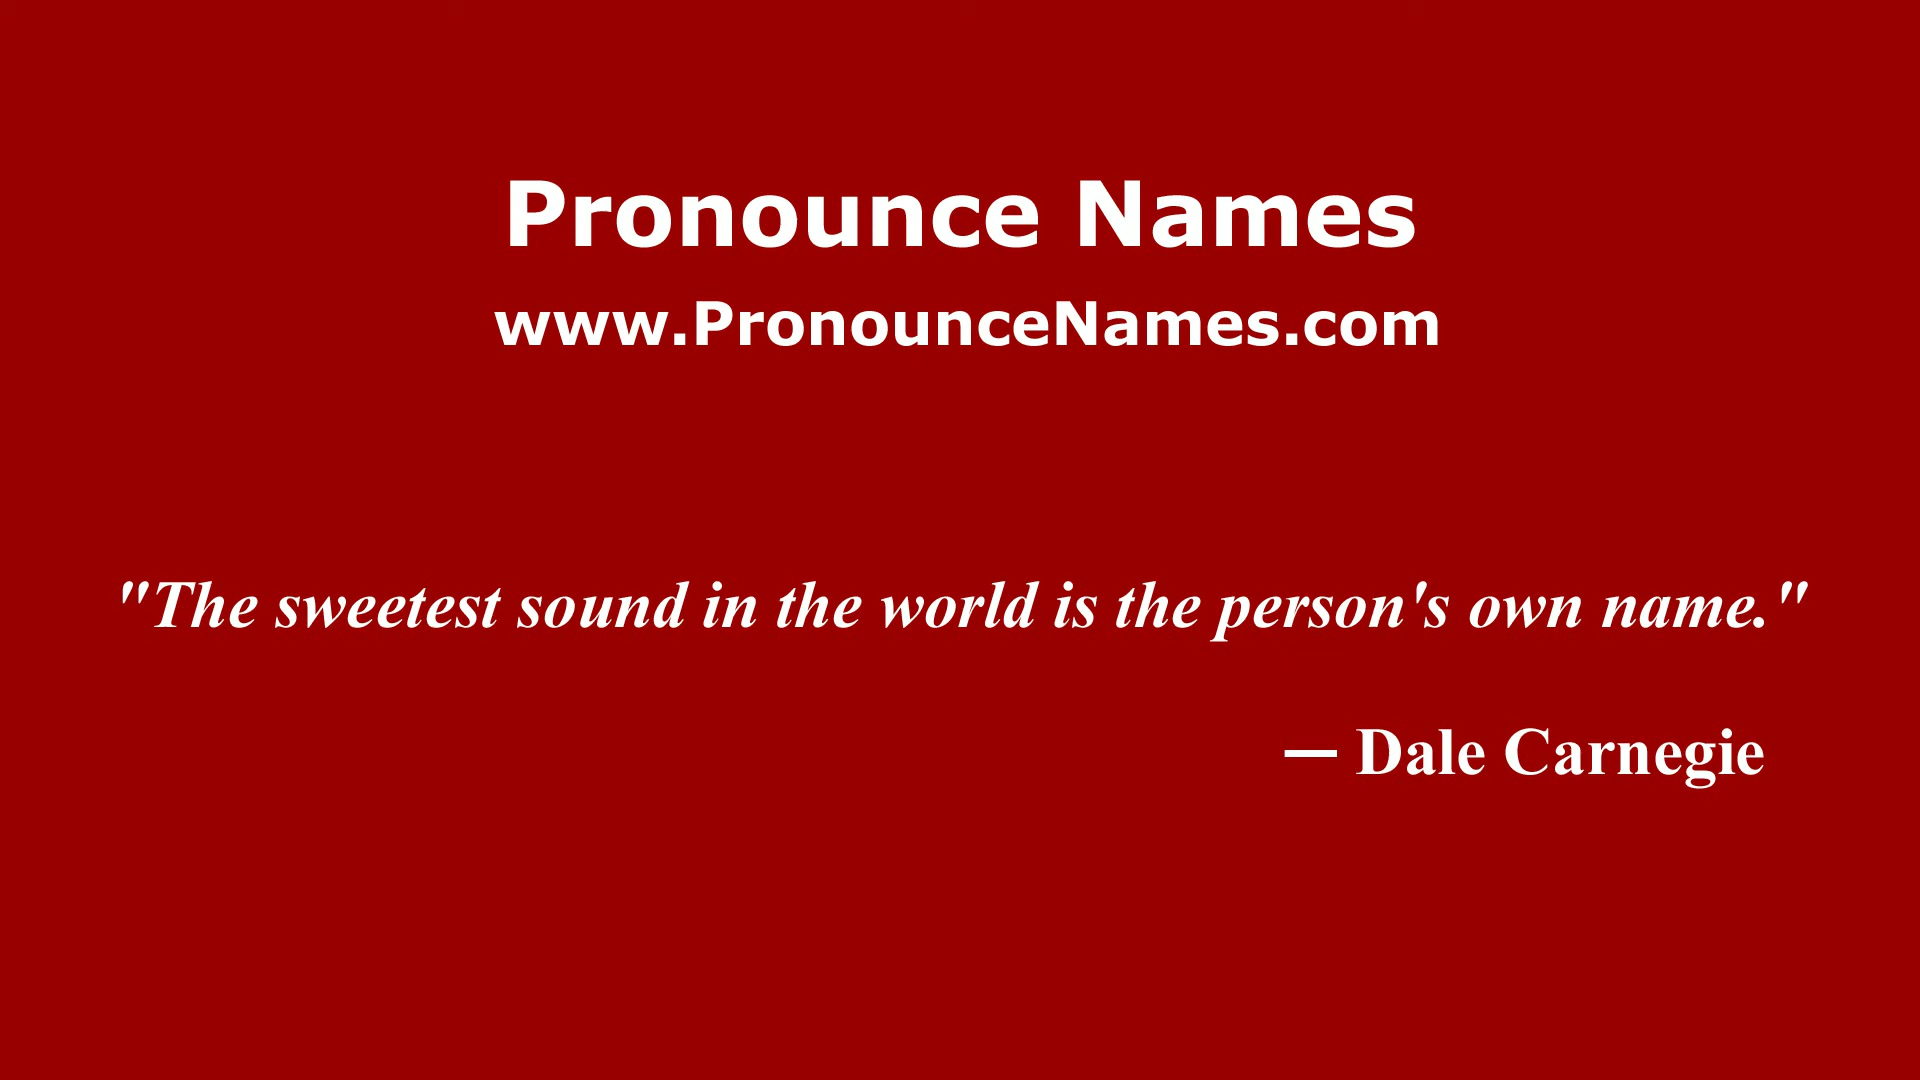 Pronounce Names
www.PronounceNames.com
"The sweetest sound in the world is the person's own name."
— Dale Carnegie